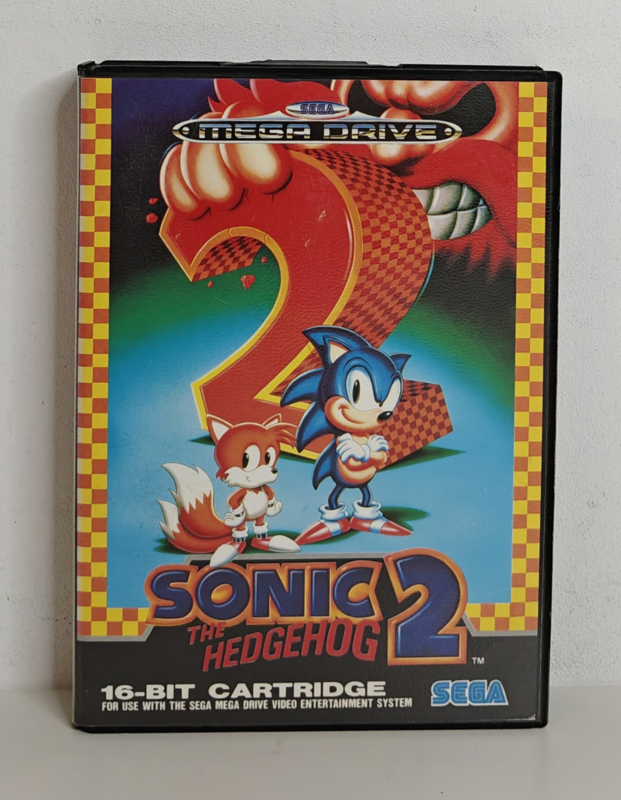 SEGA
MEGA DRIVE
2
SONIC 2
THE
HEDGEHOG
TM
16-BIT CARTRIDGE
SEGA
FOR USE WITH THE SEGA MEGA DRIVE VIDEO ENTERTAINMENT SYSTEM